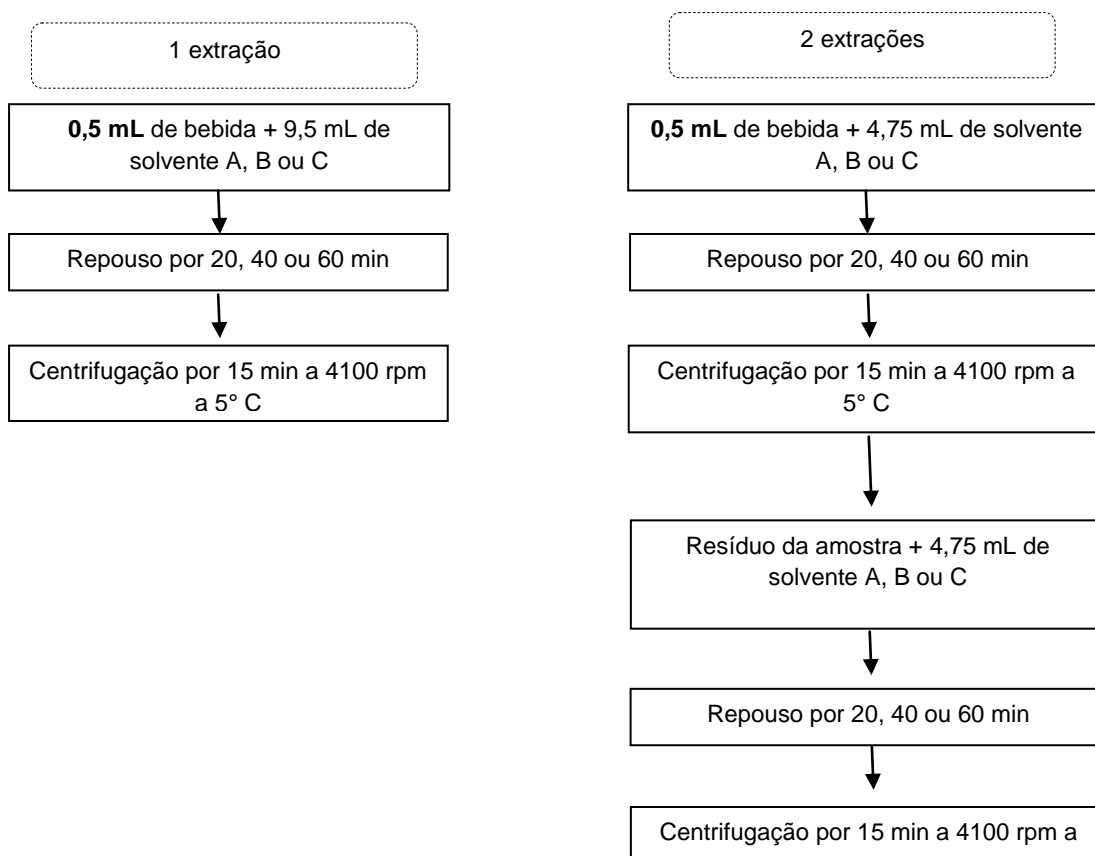 1 extração
0,5 mL de bebida + 9,5 mL de
solvente A, B ou C
Repouso por 20, 40 ou 60 min
Centrifugação por 15 min a 4100 rpm
a 5° C
2 extrações
0,5 mL de bebida + 4,75 mL de solvente
A, B ou C
Repouso por 20, 40 ou 60 min
Centrifugação por 15 min a 4100 rpm a
5° C
Resíduo da amostra + 4,75 mL de
solvente A, B ou C
Repouso por 20, 40 ou 60 min
Centrifugação por 15 min a 4100 rpm a